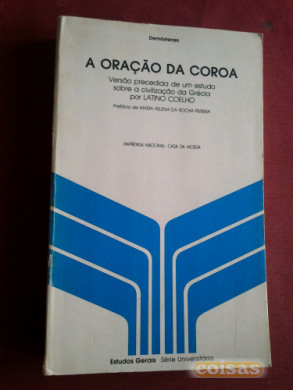 Demóstenes
A ORAÇÃO DA COROA
Versão precedida de um estudo
sobre a civilização da Grécia
por LATINO COELHO
Prefácio de MARIA HELENA DA ROCHA PEREIRA
IMPRENSA NACIONAL - CASA DA MOEDA
Estudos Gerais Série Universitária
coisas